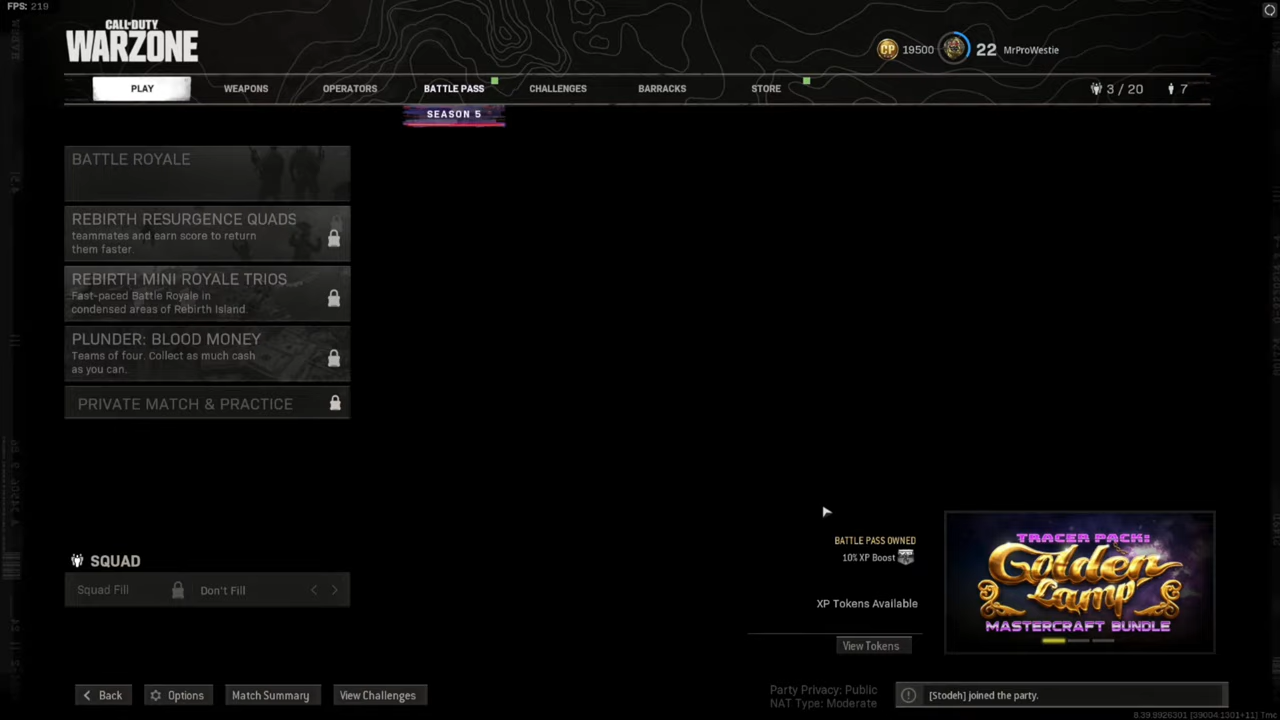 FPS: 219
CALL·DUTY
WARZONE
CP 19500 22 MrProWestie
PLAY WEAPONS OPERATORS BATTLE PASS CHALLENGES BARRACKS STORE 3 / 20 7
SEASON 5
BATTLE ROYALE
REBIRTH RESURGENCE QUADS
teammates and earn score to return
them faster.
REBIRTH MINI ROYALE TRIOS
Fast-paced Battle Royale in
condensed areas of Rebirth Island.
PLUNDER: BLOOD MONEY
Teams of four. Collect as much cash
as you can.
PRIVATE MATCH & PRACTICE
BATTLE PASS OWNED
10% XP Boost
XP Tokens Available
View Tokens
TRACER PACK:
Golden
Lamp
MASTERCRAFT BUNDLE
SQUAD
Squad Fill Don't Fill
Back Options Match Summary View Challenges
Party Privacy: Public
NAT Type: Moderate
[Stodeh] joined the party.